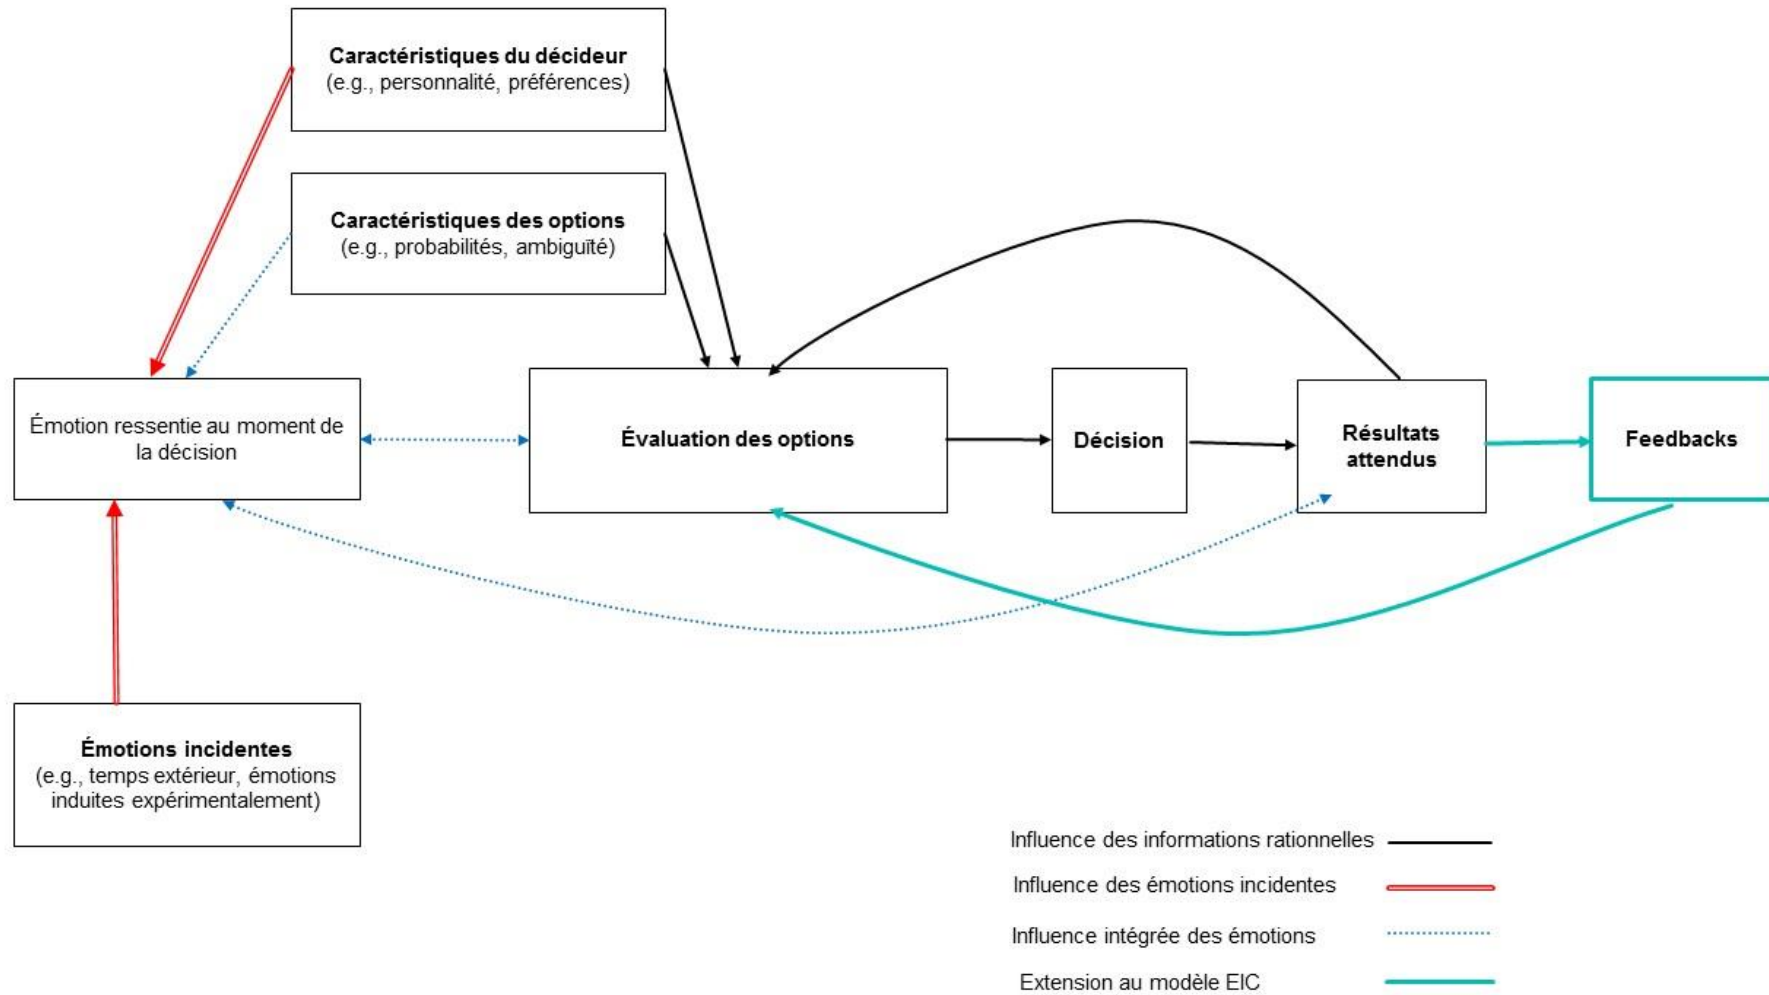 Caractéristiques du décideur
(e.g., personnalité, préférences)
Caractéristiques des options
(e.g., probabilités, ambiguïté)
Émotion ressentie au moment de
la décision
Évaluation des options
Décision
Résultats
attendus
Feedbacks
Émotions incidentes
(e.g., temps extérieur, émotions
induites expérimentalement)
Influence des informations rationnelles
Influence des émotions incidentes
Influence intégrée des émotions
Extension au modèle EIC